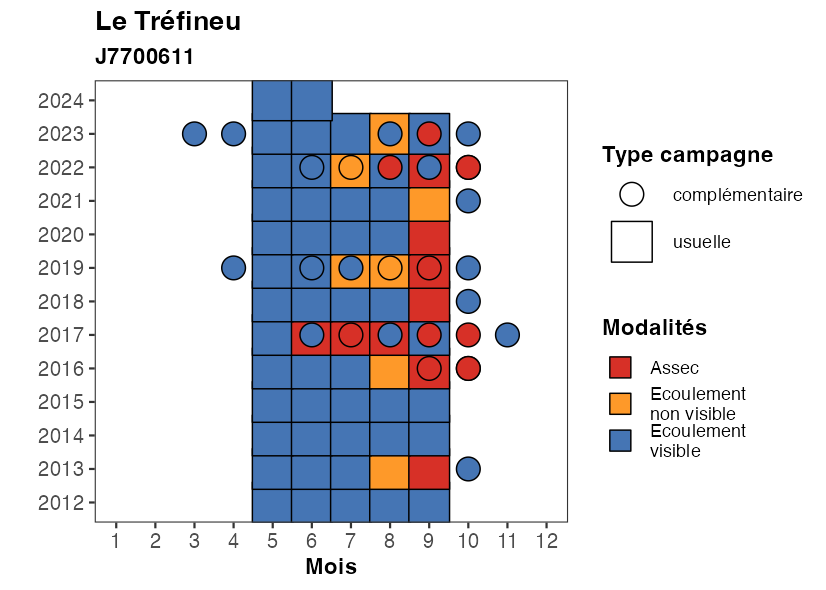 Le Tréfineu
J7700611
2024
2023
2022
2021
2020
2019
2018
2017
2016
2015
2014
2013
2012
1 2 3 4 5 6 7 8 9 10 11 12
Mois
Type campagne
complémentaire
usuelle
Modalités
Assec
Ecoulement
non visible
Ecoulement
visible